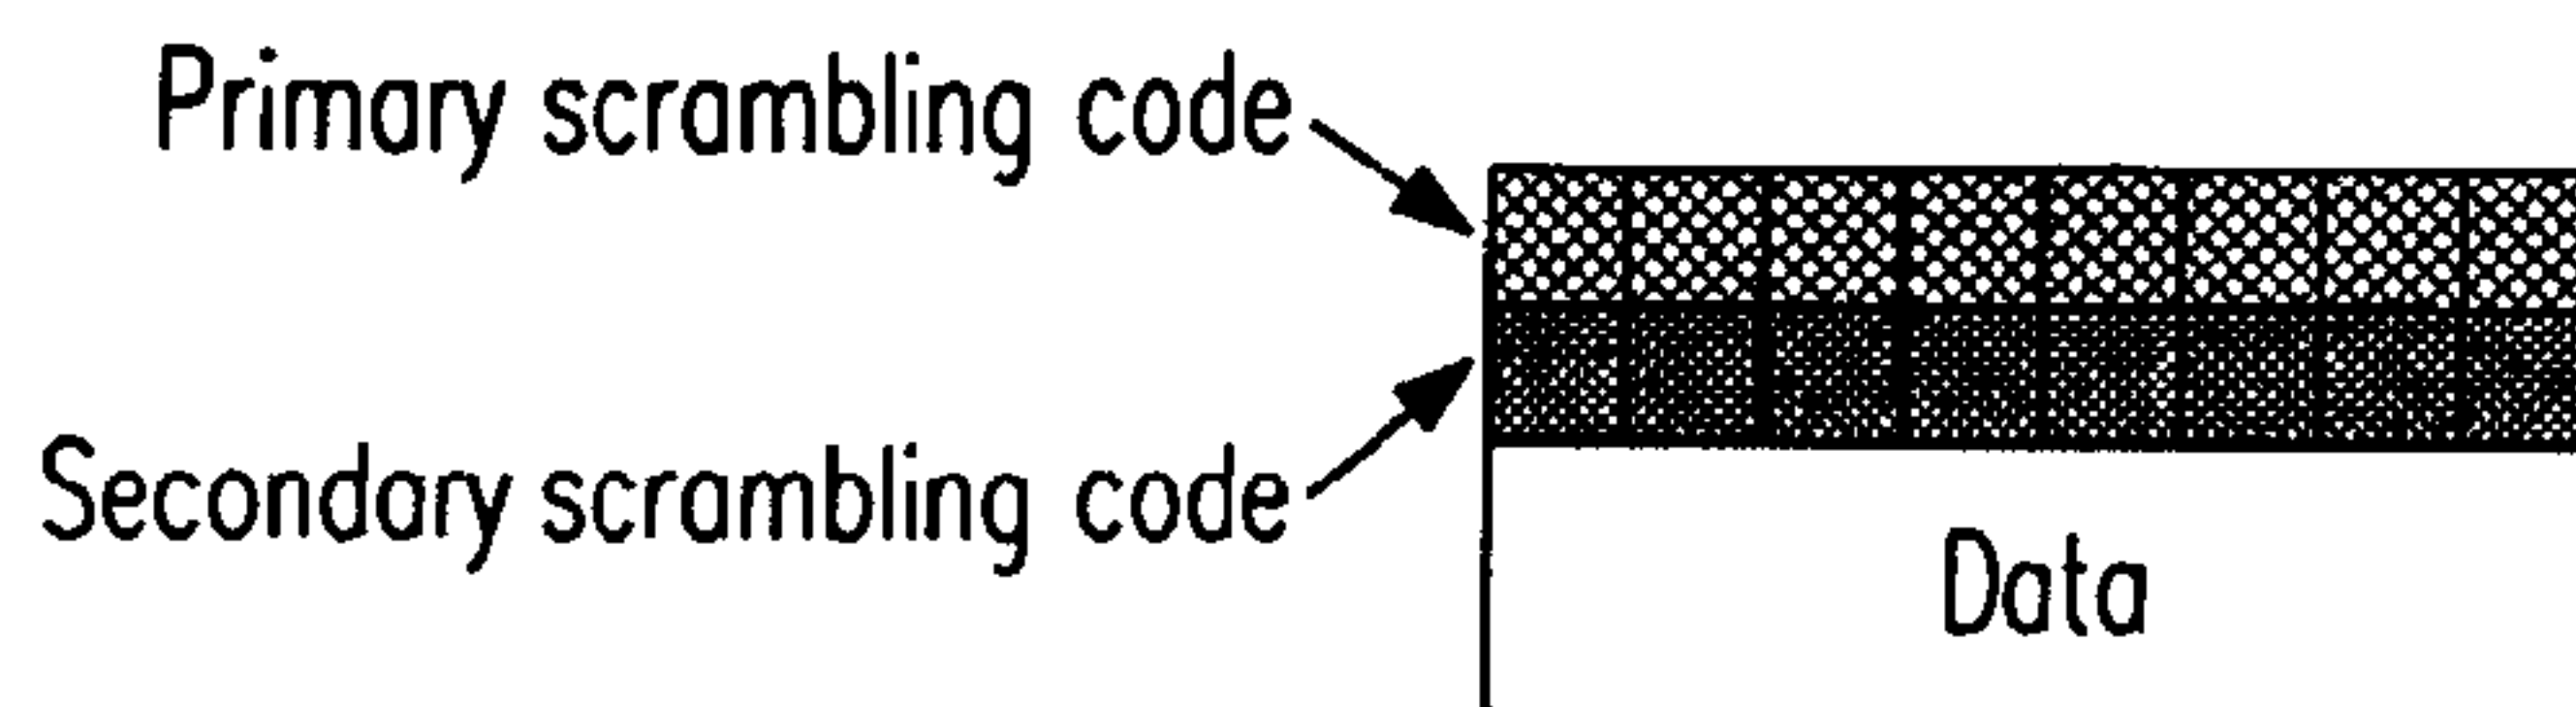 Primary scrambling code
Secondary scrambling code
Data